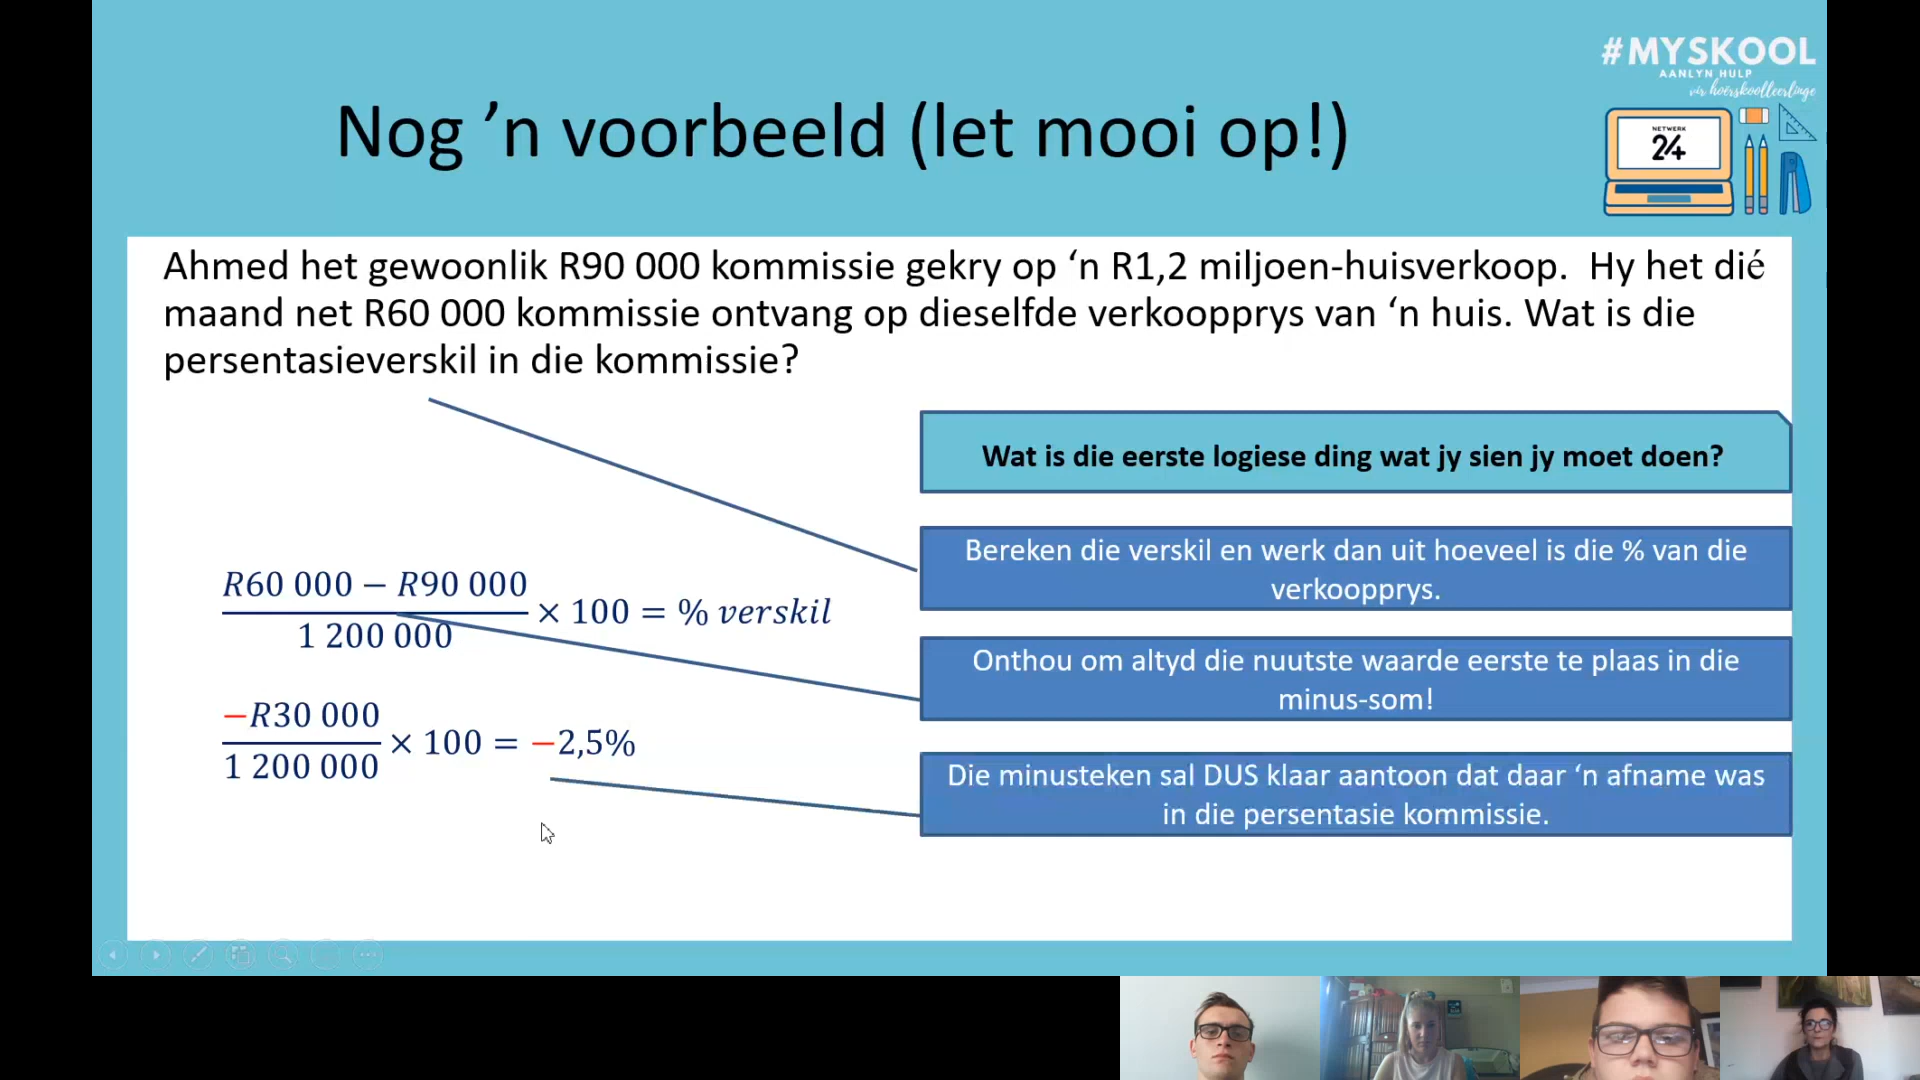 #MYSKOOL
AANLYN HULP
vir hoërskoolleerlinge
NETWERK
24
Nog ’n voorbeeld (let mooi op!)
Ahmed het gewoonlik R90 000 kommissie gekry op ‘n R1,2 miljoen-huisverkoop.  Hy het dié
maand net R60 000 kommissie ontvang op dieselfde verkoopprys van ‘n huis. Wat is die
persentasieverskil in die kommissie?
Wat is die eerste logiese ding wat jy sien jy moet doen?
Bereken die verskil en werk dan uit hoeveel is die % van die
verkoopprys.
R60 000 − R90 000
1 200 000
× 100 = % verskil
Onthou om altyd die nuutste waarde eerste te plaas in die
minus-som!
−R30 000
1 200 000
× 100 = −2,5%
Die minusteken sal DUS klaar aantoon dat daar ‘n afname was
in die persentasie kommissie.